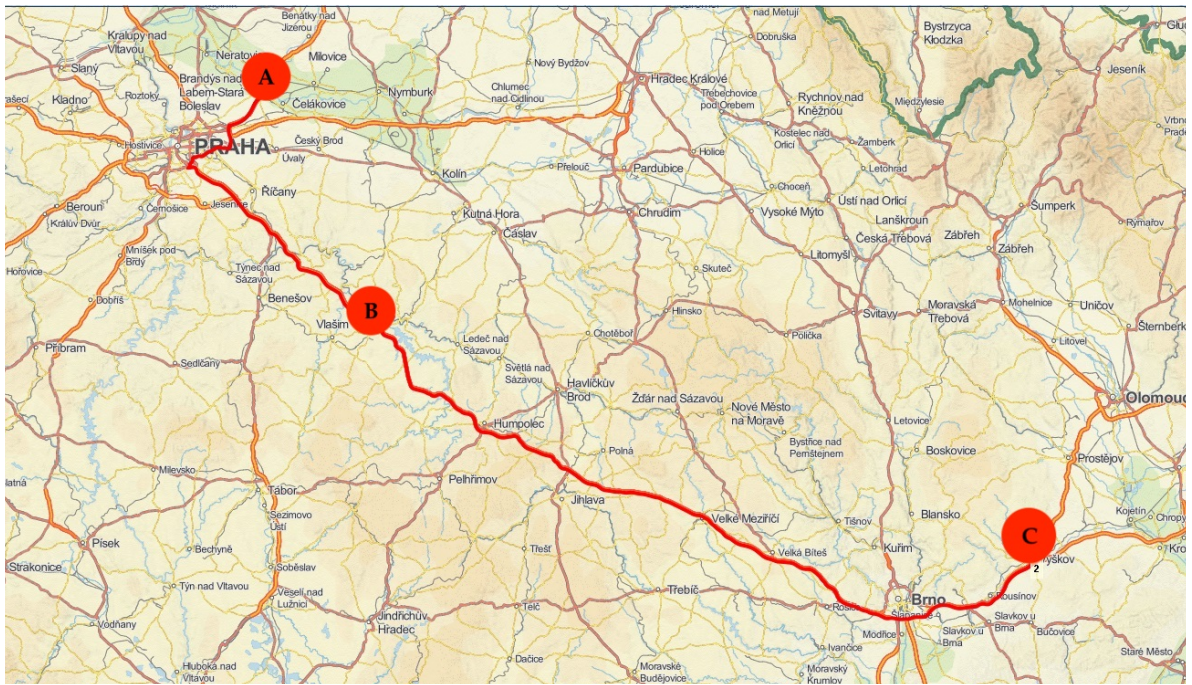 Kralupy nad
Vltavou
Neratovi
Benátky nad
Jizerou
Slaný
Roztoky
Kladno
Brandýs nad
Labem-Stará
Boleslav
A
Milovice
Čelákovice
Nymburk
Nový Bydžov
Chlumec
nad Cidlinou
Hradec Králové
nad Metují
Dobruška
Třebechovice
pod Orebem
Rychnov nad
Kněžnou
Bystrzyca
Kłodzka
Międzylesie
Jeseník
Hostivice
PRAHA
Úvaly
Český Brod
Kolín
Přelouč
Pardubice
Holice
Kostelec nad
Orlicí
Žamberk
Letohrad
Beroun
Králův Dvůr
Černošice
Jesenice
Říčany
Kutná Hora
Čáslav
Chrudim
Choceň
Vysoké Mýto
Ústí nad Orlicí
Lanškroun
Česká Třebová
Litomyšl
Šumperk
Rýmařov
Zábřeh
Zábřeh
Hořovice
Mníšek pod
Brdy
Dobříš
Týnec nad
Sázavou
Benešov
Vlašim
B
Skuteč
Hlinsko
Svitavy
Moravská
Třebová
Mohelnice
Uničov
Šternberk
Litovel
Příbram
Sedlčany
Ledeč nad
Sázavou
Světlá nad
Sázavou
Chotěboř
Polička
Havlíčkův
Brod
Žďár nad Sázavou
Nové Město
na Moravě
Bystřice nad
Pernštejnem
Letovice
Boskovice
Olomouc
Prostějov
Humpolec
Polná
Milevsko
Tábor
Sezimovo
Ústí
Pelhřimov
Jihlava
Velké Meziříčí
Velká Bíteš
Tišnov
Blansko
Kuřim
Kojetín
Chropy
C
yškov
2
Písek
Strakonice
Bechyně
Soběslav
Týn nad Vltavou
Veselí nad
Lužnicí
Vodňany
Hluboká nad
Vltavou
Jindřichův
Hradec
Třešť
Telč
Dačice
Třebíč
Moravské
Budějovice
Brno
Šlapanice
Rousínov
Modřice
Ivančice
Moravský
Krumlov
Slavkov u
Brna
Slavkov u
Brna
Bučovice
Staré Město